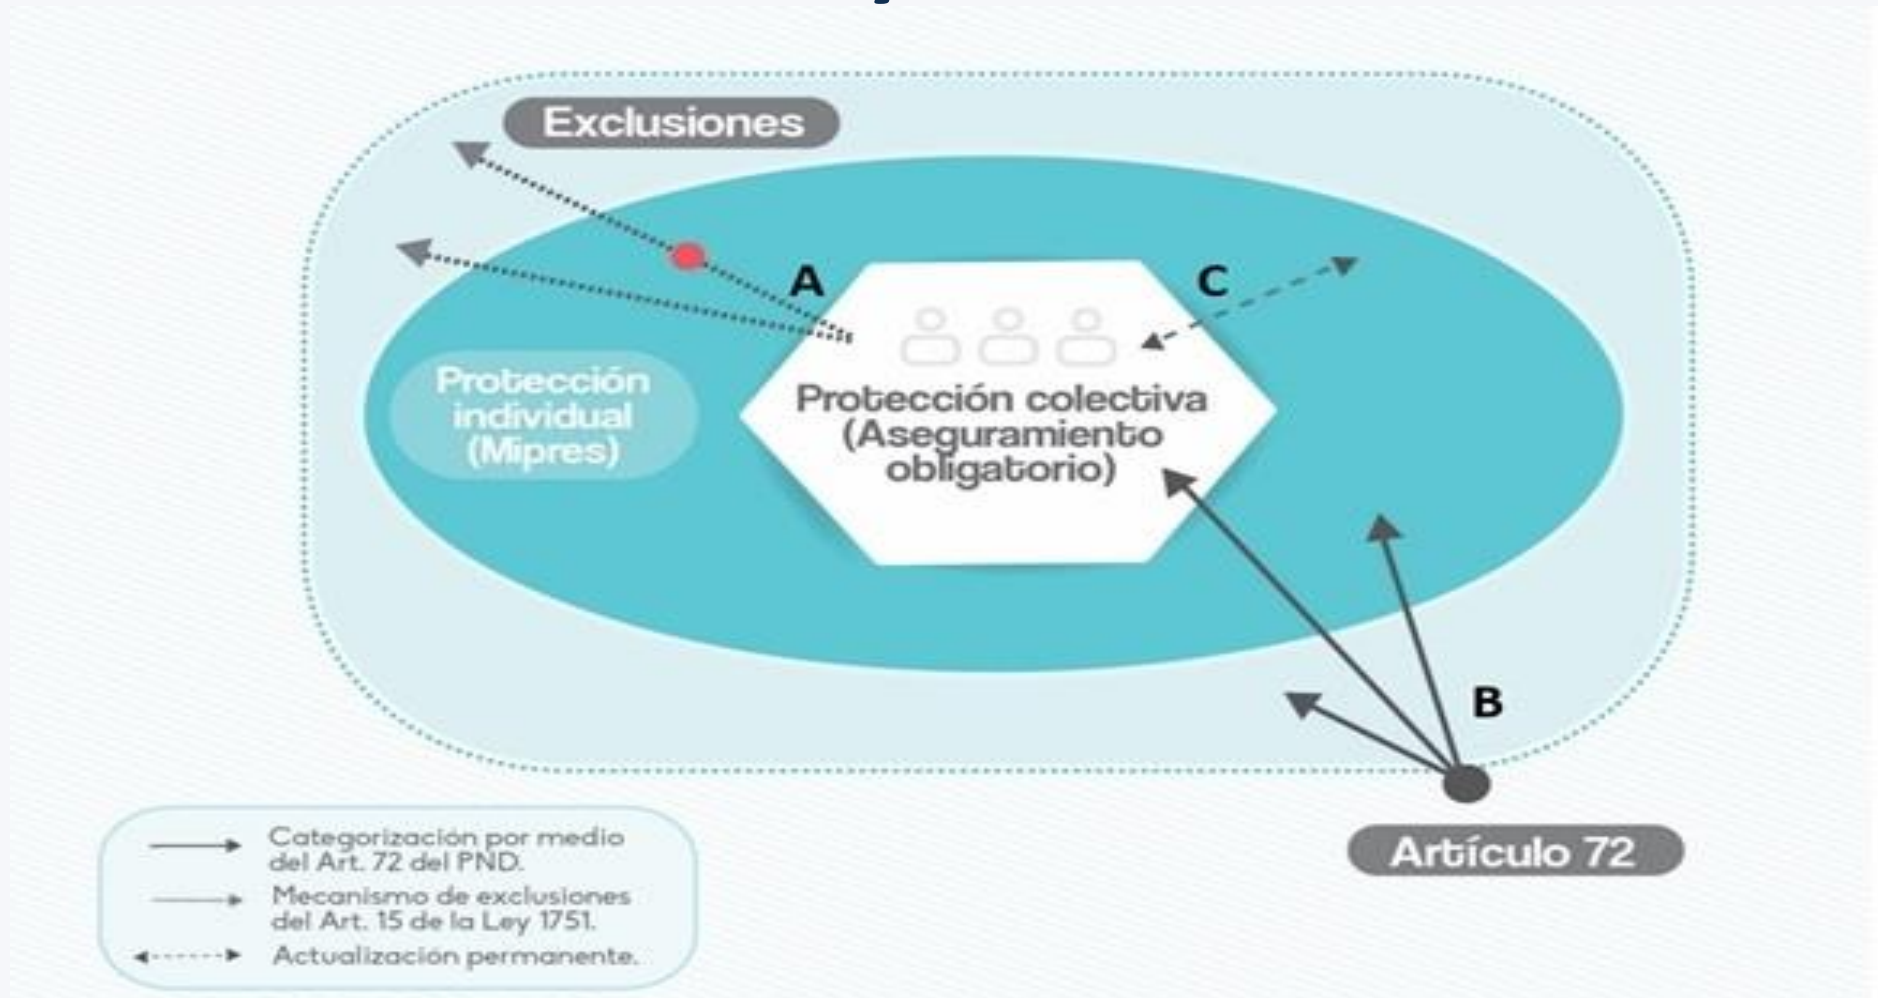 Exclusiones
A
C
Protección
individual
(Mipres)
Protección colectiva
(Aseguramiento
obligatorio)
B
Artículo 72
Categorización por medio
del Art. 72 del PND.
Mecanismo de exclusiones
del Art. 15 de la Ley 1751.
Actualización permanente.